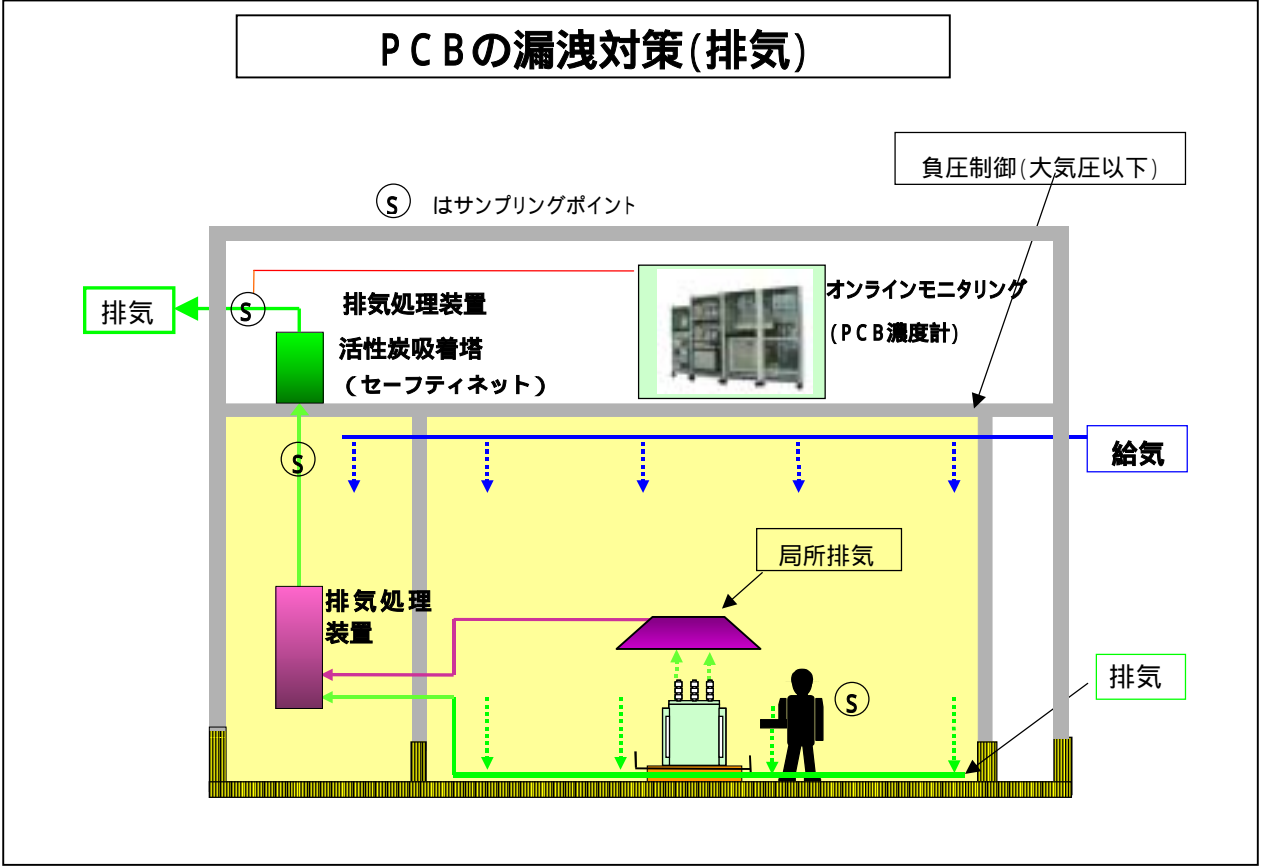 PCBの漏洩対策(排気)
負圧制御(大気圧以下)
S はサンプリングポイント
排気
S
排気処理装置
活性炭吸着塔
(セーフティネット)
オンラインモニタリング
(PCB濃度計)
S
給気
局所排気
排気処理
装置
S
排気